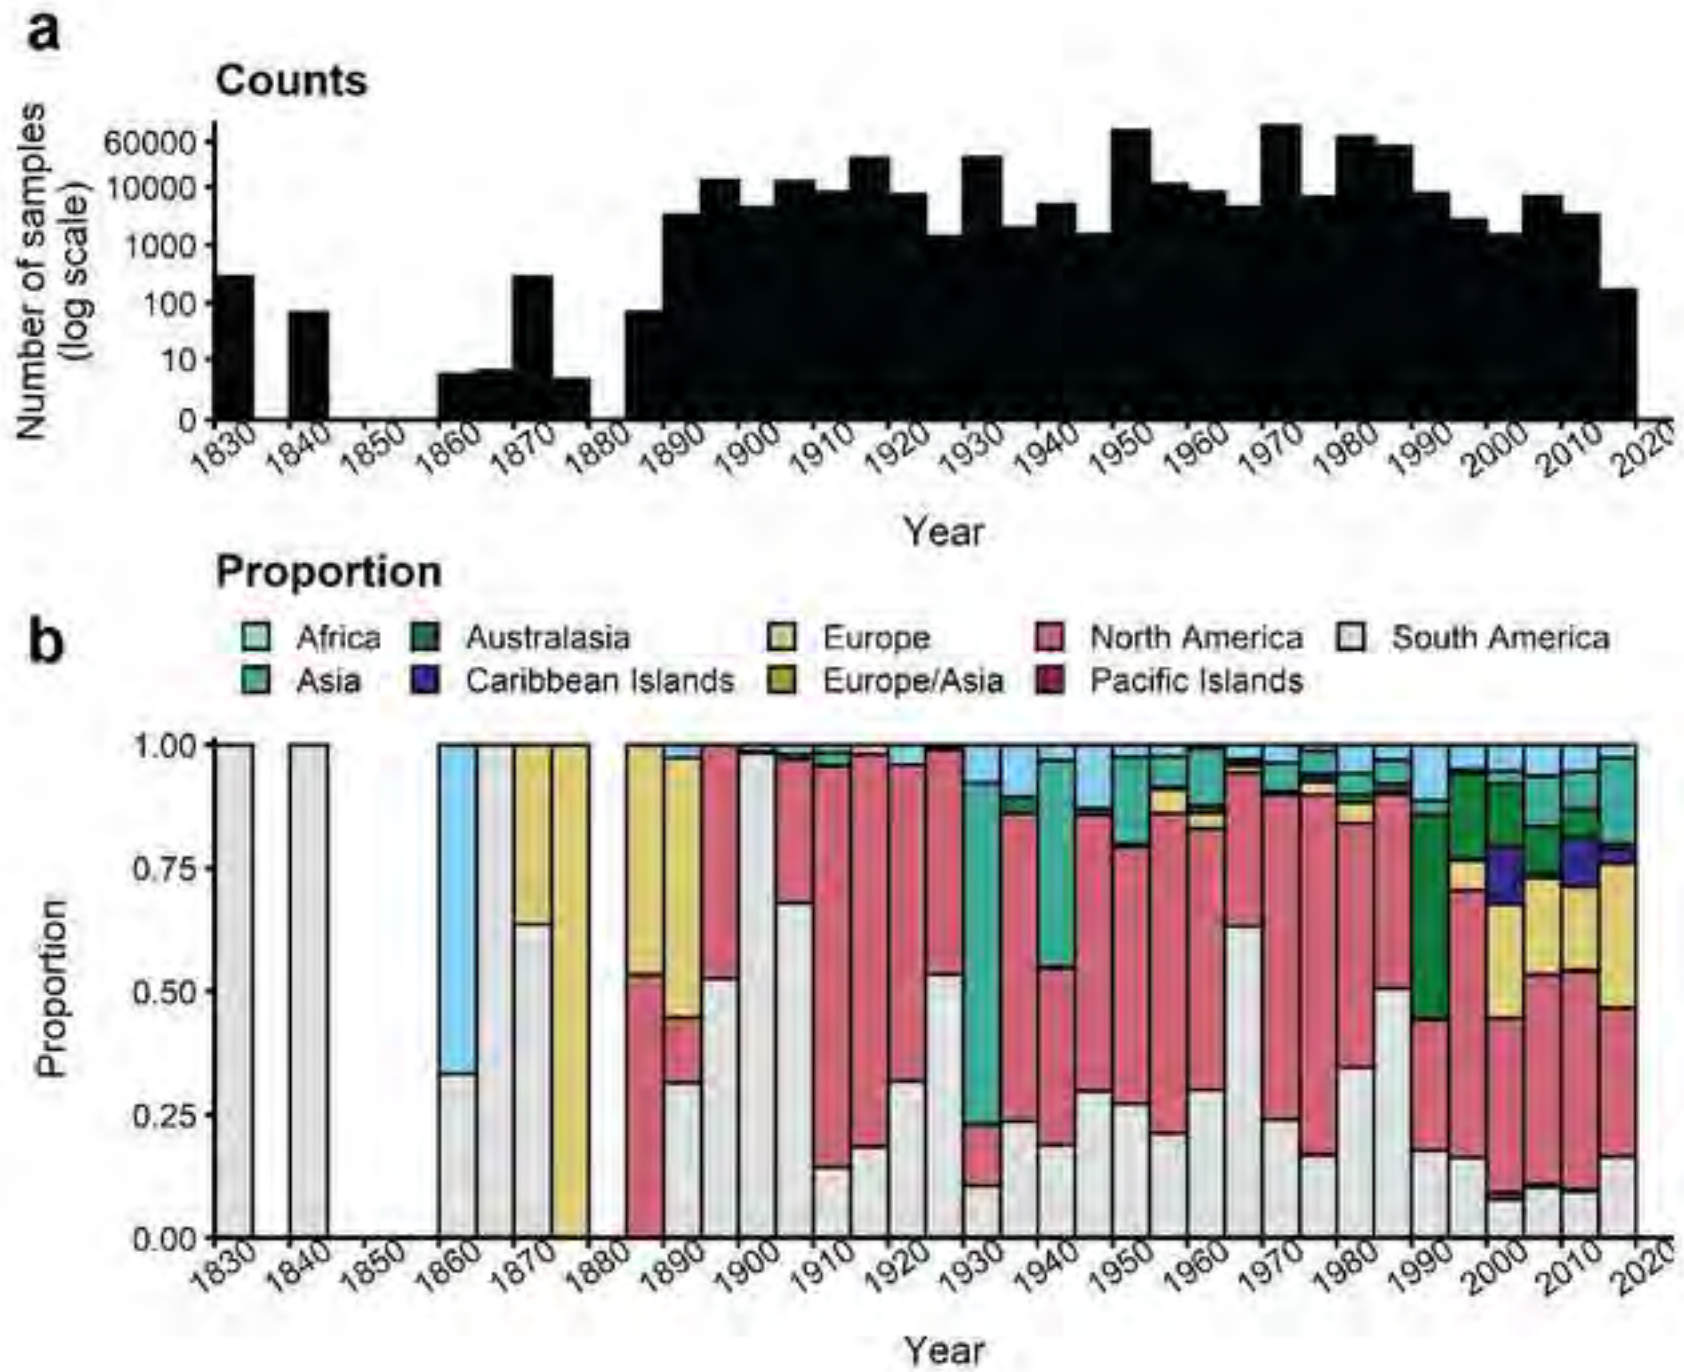 a
Counts
Number of samples
(log scale)
60000
10000
1000
100
10
0
1830 1840 1850 1860 1870 1880 1890 1900 1910 1920 1930 1940 1950 1960 1970 1980 1990 2000 2010 2020
Year
Proportion
b
Africa Australasia Europe North America South America
Asia Caribbean Islands Europe/Asia Pacific Islands
Proportion
1.00
0.75
0.50
0.25
0.00
1830 1840 1850 1860 1870 1880 1890 1900 1910 1920 1930 1940 1950 1960 1970 1980 1990 2000 2010 2020
Year